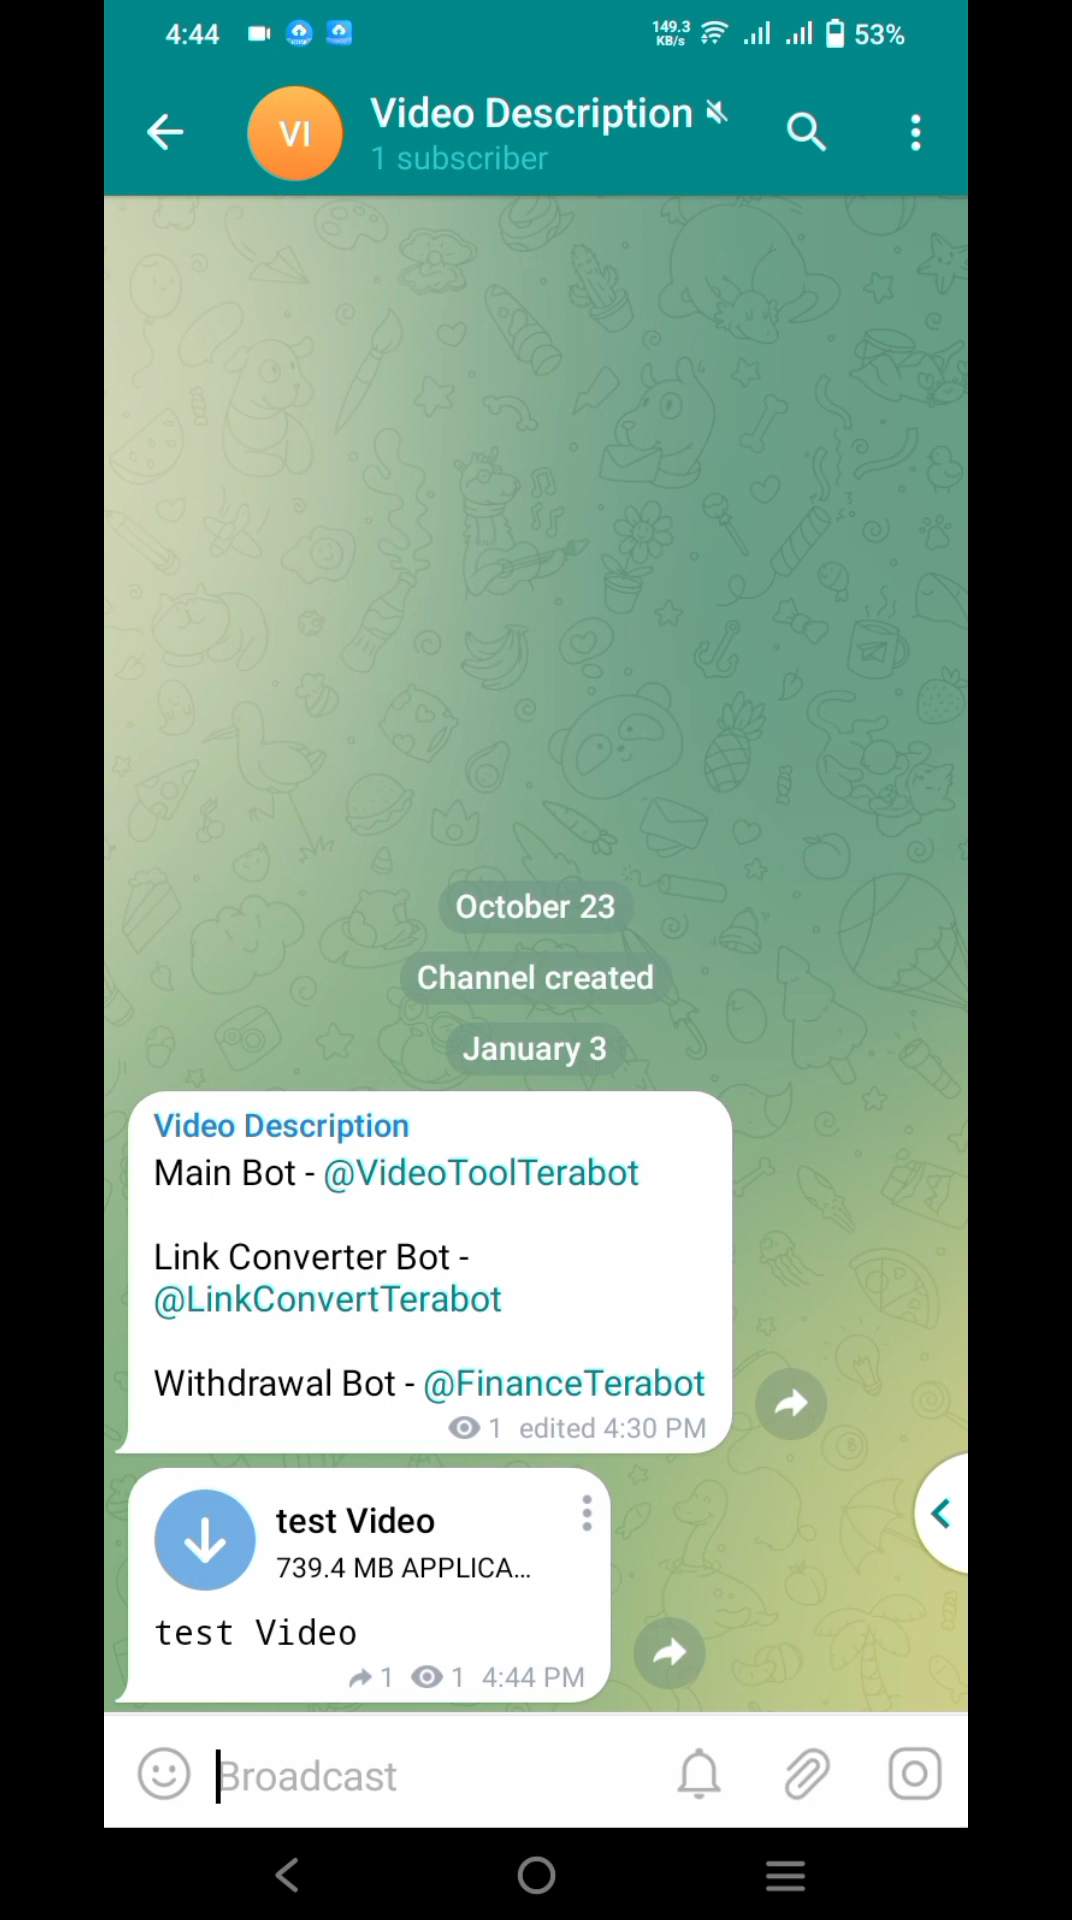 4:44
149.3 KB/s
53%
VI
Video Description
1 subscriber
October 23
Channel created
January 3
Video Description
Main Bot - @VideoToolTerabot
Link Converter Bot -
@LinkConvertTerabot
Withdrawal Bot - @FinanceTerabot
1 edited 4:30 PM
test Video
739.4 MB APPLICA...
test Video
1 1 4:44 PM
Broadcast